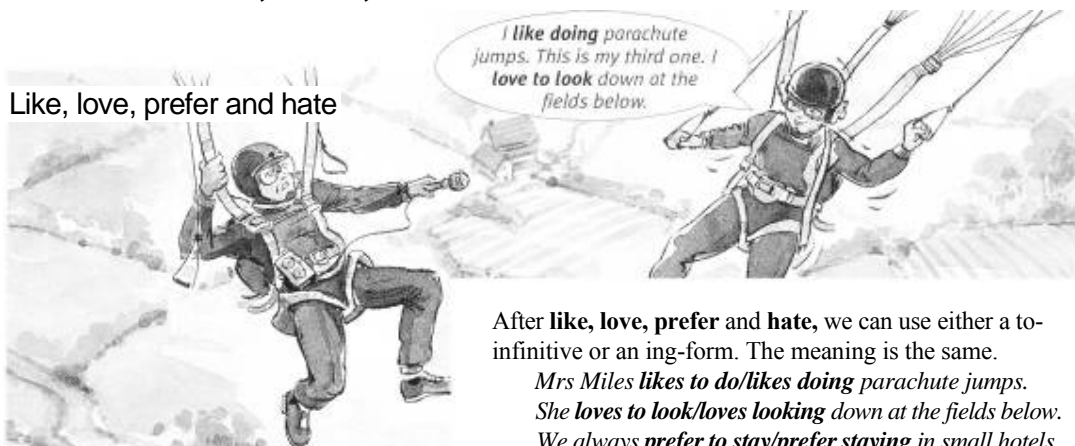 Like, love, prefer and hate
I like doing parachute
jumps. This is my third one. I
love to look down at the
fields below.
After like, love, prefer and hate, we can use either a to-
infinitive or an ing-form. The meaning is the same.
Mrs Miles likes to do/likes doing parachute jumps.
She loves to look/loves looking down at the fields below.
We always prefer to stay/prefer staying in small hotels